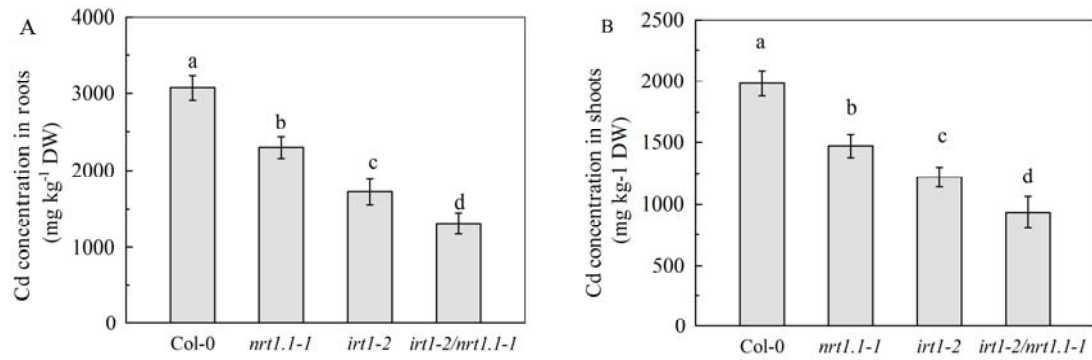 A
Cd concentration in roots
(mg kg⁻¹ DW)
4000
3000
2000
1000
0
a
b
c
d
Col-0 nrt1.1-1 irt1-2 irt1-2/nrt1.1-1
B
Cd concentration in shoots
(mg kg-1 DW)
2500
2000
1500
1000
500
0
a
b
c
d
Col-0 nrt1.1-1 irt1-2 irt1-2/nrt1.1-1